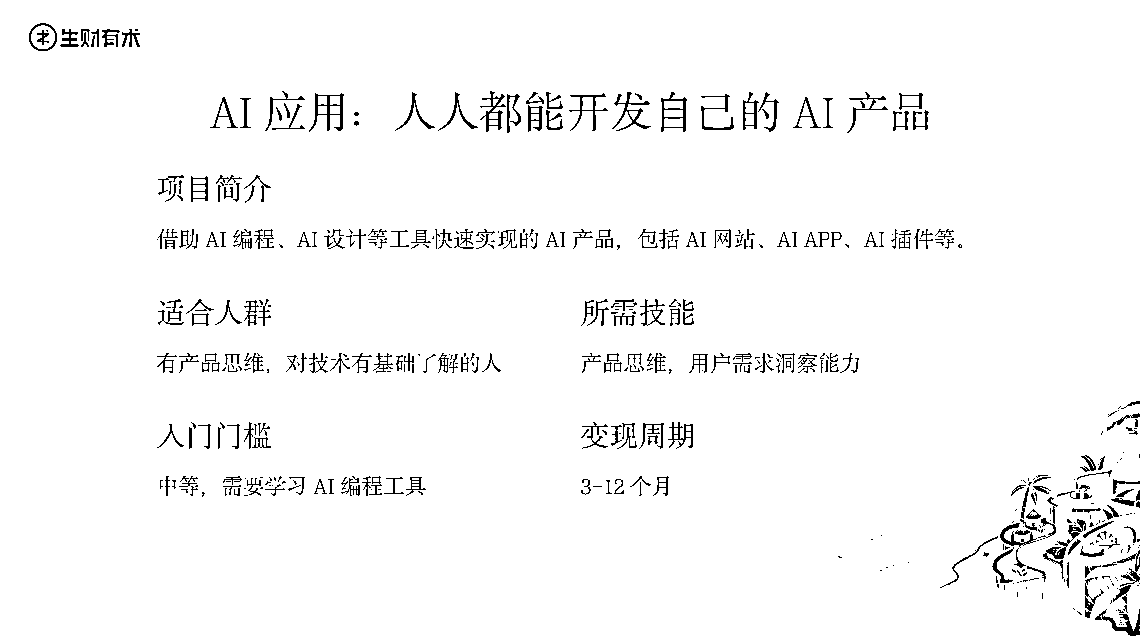 生财有术
AI 应用：人人都能开发自己的 AI 产品
项目简介
借助 AI 编程、AI 设计等工具快速实现的 AI 产品，包括 AI 网站、AI APP、AI 插件等。
适合人群
有产品思维，对技术有基础了解的人
所需技能
产品思维，用户需求洞察能力
入门门槛
中等，需要学习 AI 编程工具
变现周期
3-12 个月